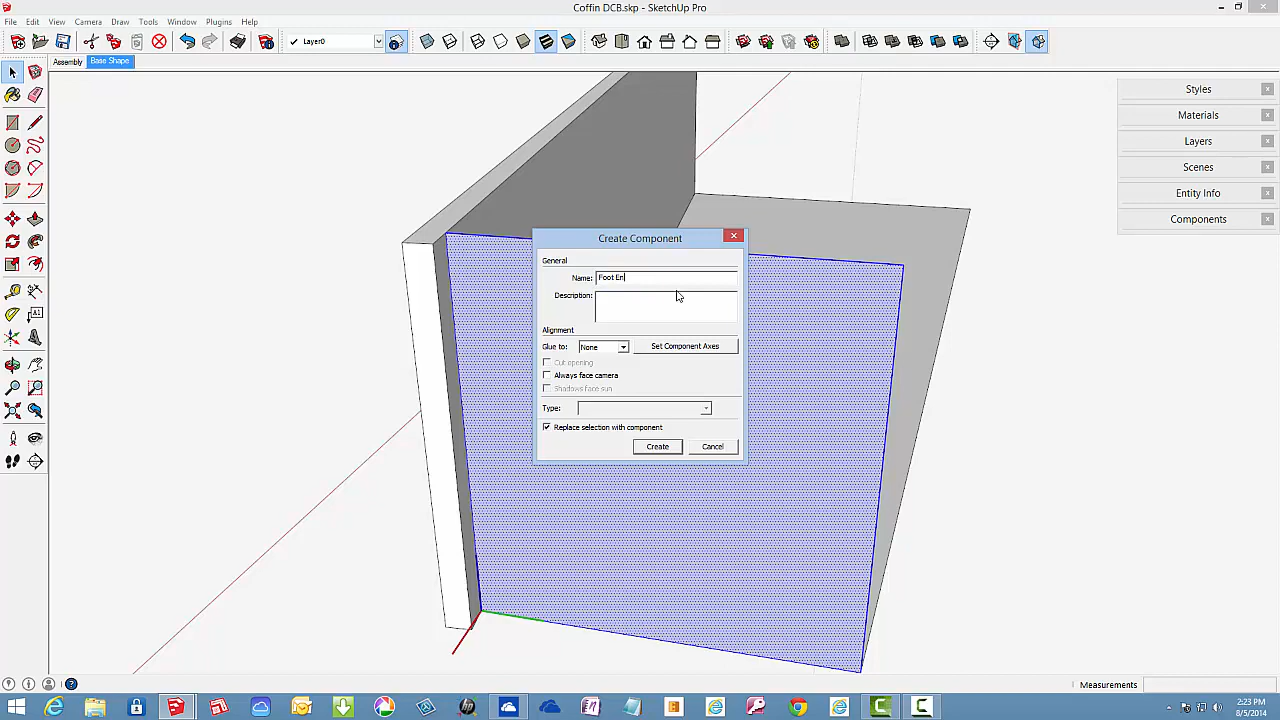 Coffin DCB.skp - SketchUp Pro
File Edit View Camera Draw Tools Window Plugins Help
Layer0
Assembly Base Shape
Styles
Materials
Layers
Scenes
Entity Info
Components
Create Component
General
Name: Foot En
Description:
Alignment
Glue to: None Set Component Axes
Cut opening
Always face camera
Shadows face sun
Type:
Replace selection with component
Create Cancel
Measurements
2:23 PM
8/5/2014